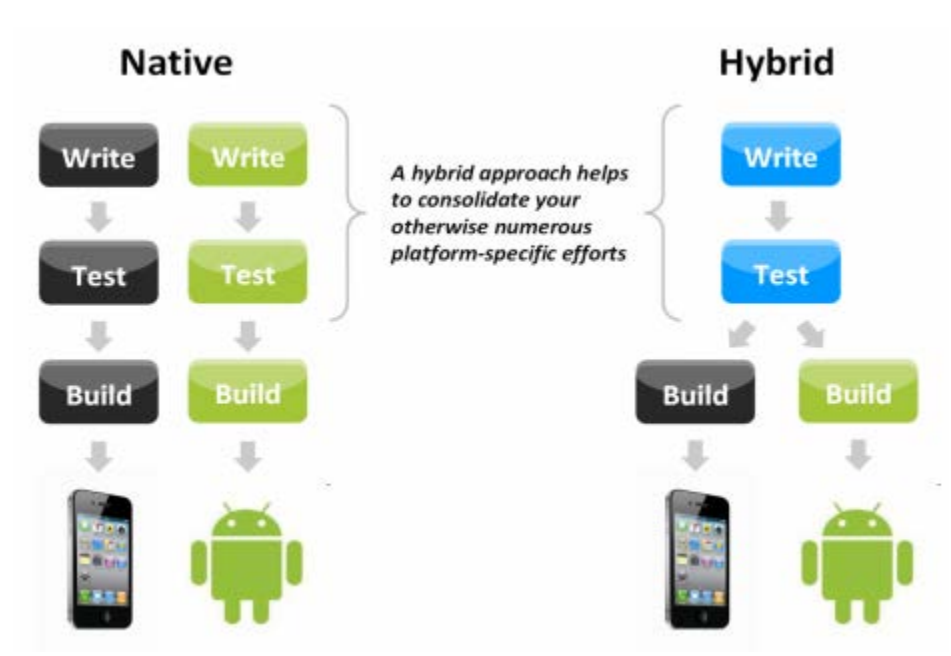 Native
Hybrid
Write
Write
Write
A hybrid approach helps
to consolidate your
otherwise numerous
platform-specific efforts
Test
Test
Test
Build
Build
Build
Build